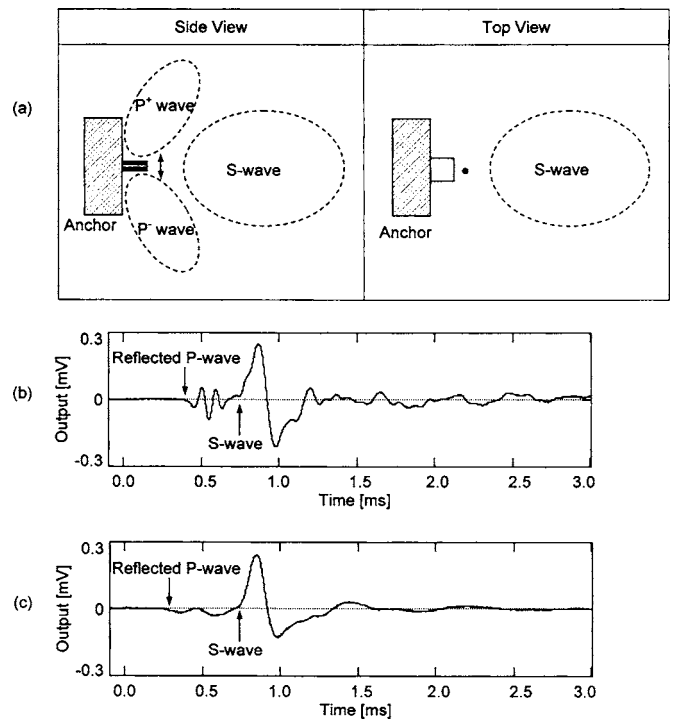 Side View
Top View
(a)
P+ wave
S-wave
Anchor
P- wave
S-wave
Anchor
(b)
Output [mV]
0.3
0
-0.3
Reflected P-wave
S-wave
0.0 0.5 1.0 1.5 2.0 2.5 3.0
Time [ms]
(c)
Output [mV]
0.3
0
-0.3
Reflected P-wave
S-wave
0.0 0.5 1.0 1.5 2.0 2.5 3.0
Time [ms]